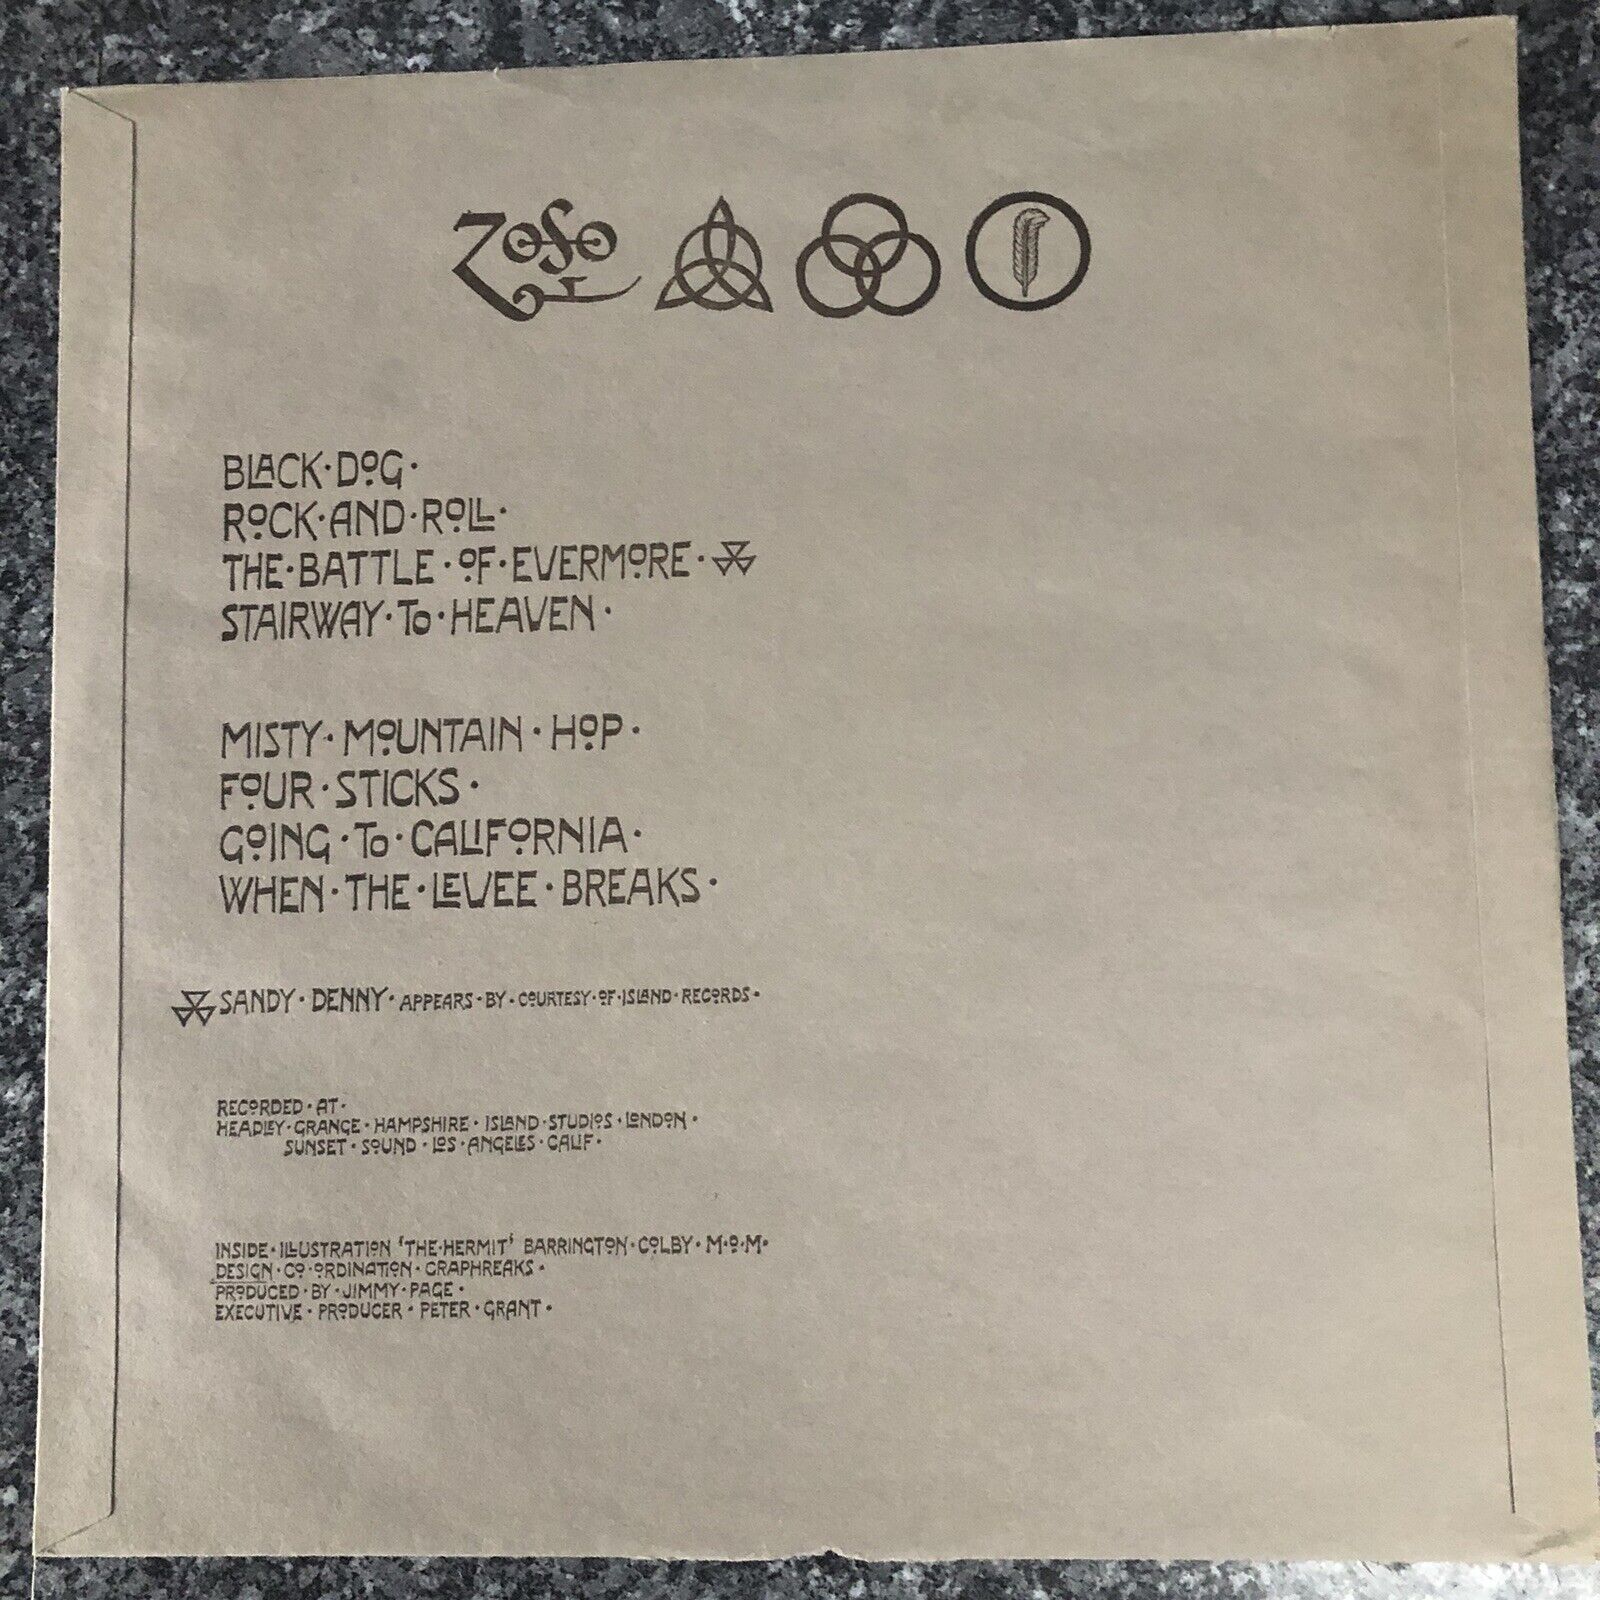 ZoSo
BLACK·DOG·
ROCK·AND·ROLL·
THE·BATTLE·OF·EVERMORE·
STAIRWAY·To·HEAVEN·
MISTY·MOUNTAIN·HOP·
FOUR·STICKS·
GOING·To·CALIFORNIA·
WHEN·THE·LEVEE·BREAKS·
SANDY·DENNY·APPEARS·BY·COURTESY·OF·ISLAND·RECORDS·
RECORDED·AT·
HEADLEY·GRANGE·HAMPSHIRE·ISLAND·STUDIOS·LONDON·
SUNSET·SOUND·LOS·ANGELES·CALIF·
INSIDE·ILLUSTRATION 'THE·HERMIT' BARRINGTON·COLBY·M·O·M·
DESIGN·CO·ORDINATION·GRAPHREAKS·
PRODUCED·BY·JIMMY·PAGE·
EXECUTIVE·PRODUCER·PETER·GRANT·